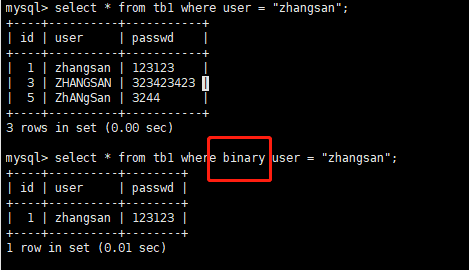 mysql> select * from tb1 where user = "zhangsan";
+----+----------+-----------+
| id | user | passwd |
+----+----------+-----------+
| 1 | zhangsan | 123123 |
| 3 | ZHANGSAN | 323423423 |
| 5 | ZhANgSan | 3244 |
+----+----------+-----------+
3 rows in set (0.00 sec)
mysql> select * from tb1 where binary user = "zhangsan";
+----+----------+--------+
| id | user | passwd |
+----+----------+--------+
| 1 | zhangsan | 123123 |
+----+----------+--------+
1 row in set (0.01 sec)